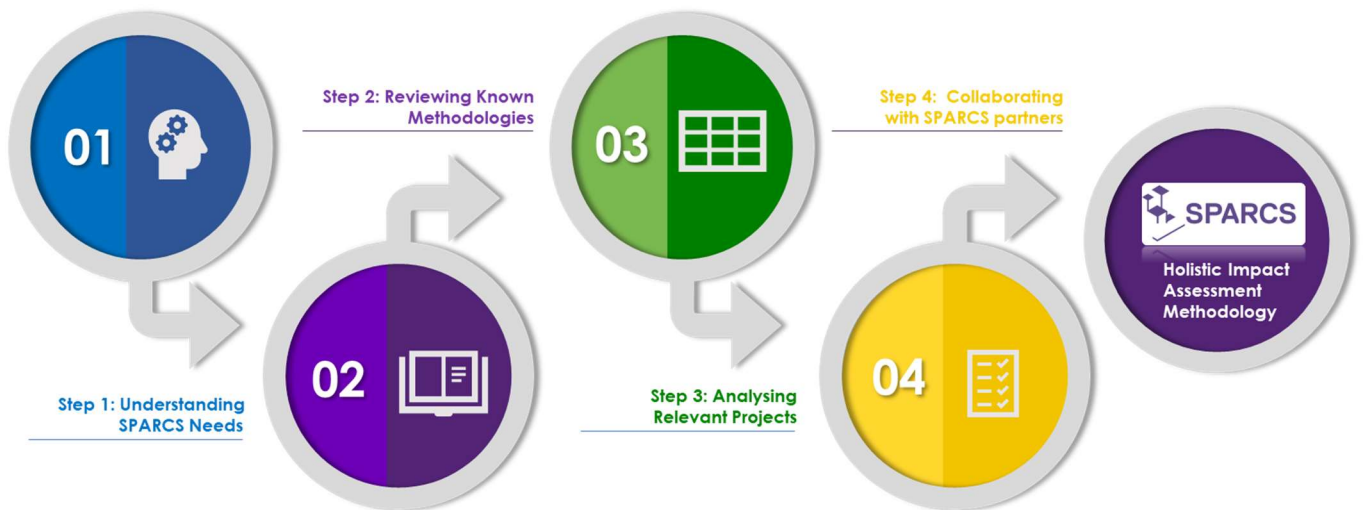 01
Step 1: Understanding
SPARCS Needs
Step 2: Reviewing Known
Methodologies
02
03
Step 3: Analysing
Relevant Projects
Step 4: Collaborating
with SPARCS partners
04
SPARCS
Holistic Impact
Assessment
Methodology